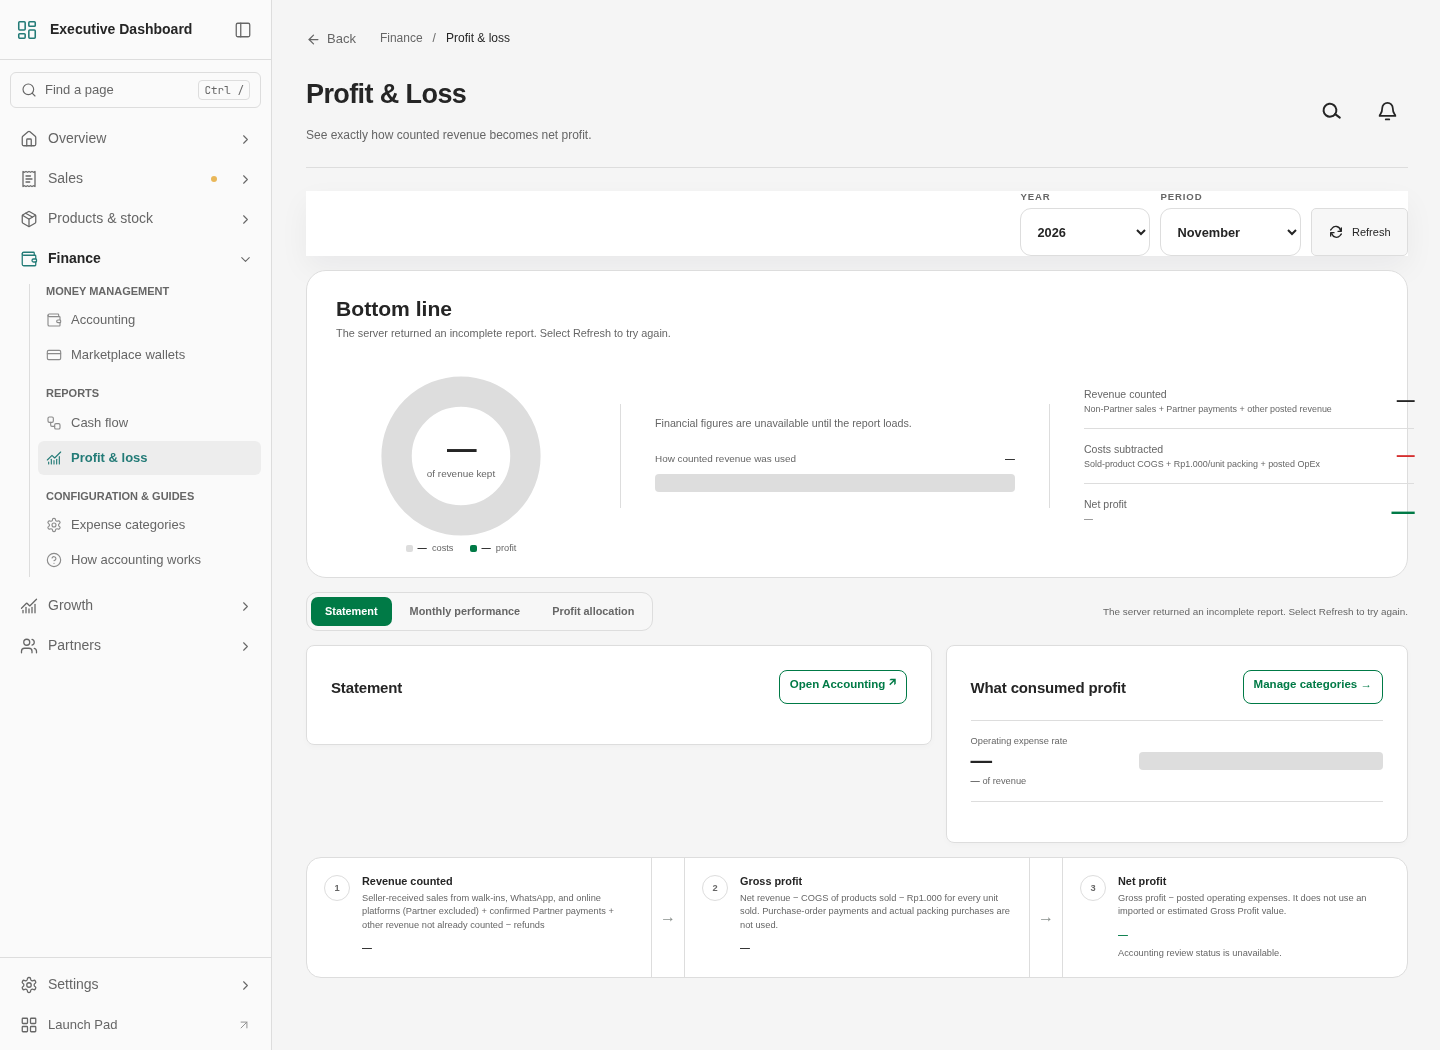 Executive Dashboard
Find a page
Ctrl /
Overview
Sales
Products & stock
Finance
MONEY MANAGEMENT
Accounting
Marketplace wallets
REPORTS
Cash flow
Profit & loss
CONFIGURATION & GUIDES
Expense categories
How accounting works
Growth
Partners
Settings
Launch Pad
Back
Finance / Profit & loss
Profit & Loss
See exactly how counted revenue becomes net profit.
YEAR
2026
PERIOD
November
Refresh
Bottom line
The server returned an incomplete report. Select Refresh to try again.
—
of revenue kept
— costs
— profit
Financial figures are unavailable until the report loads.
How counted revenue was used —
Revenue counted
Non-Partner sales + Partner payments + other posted revenue
—
Costs subtracted
Sold-product COGS + Rp1.000/unit packing + posted OpEx
—
Net profit
—
—
Statement
Monthly performance
Profit allocation
The server returned an incomplete report. Select Refresh to try again.
Statement
Open Accounting ↗
What consumed profit
Manage categories →
Operating expense rate
—
— of revenue
1
Revenue counted
Seller-received sales from walk-ins, WhatsApp, and online
platforms (Partner excluded) + confirmed Partner payments +
other revenue not already counted − refunds
—
→
2
Gross profit
Net revenue − COGS of products sold − Rp1.000 for every unit
sold. Purchase-order payments and actual packing purchases are
not used.
—
→
3
Net profit
Gross profit − posted operating expenses. It does not use an
imported or estimated Gross Profit value.
—
Accounting review status is unavailable.